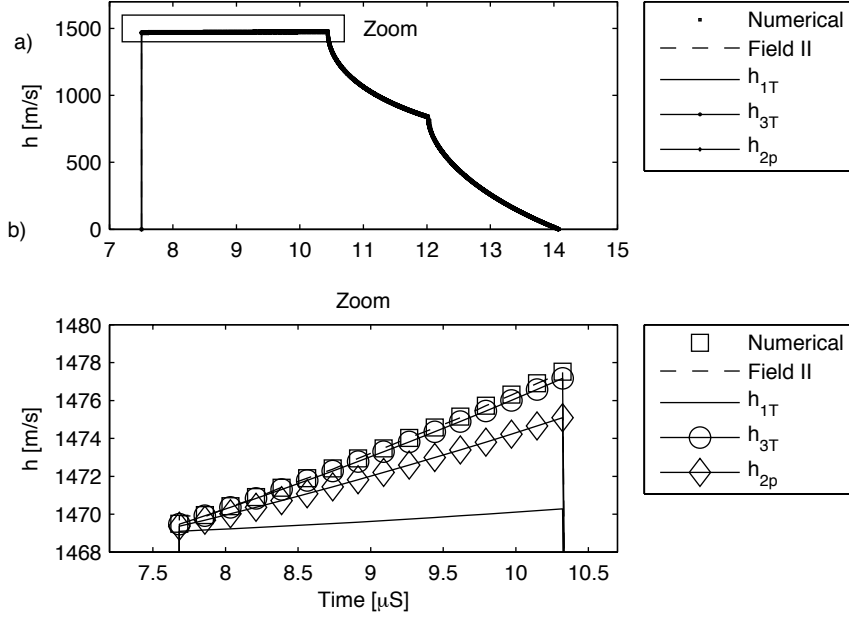 a)
1500
1000
500
0
h [m/s]
Zoom
7 8 9 10 11 12 13 14 15
Numerical
Field II
h1T
h3T
h2p
b)
Zoom
1480
1478
1476
1474
1472
1470
1468
h [m/s]
7.5 8 8.5 9 9.5 10 10.5
Time [μS]
Numerical
Field II
h1T
h3T
h2p